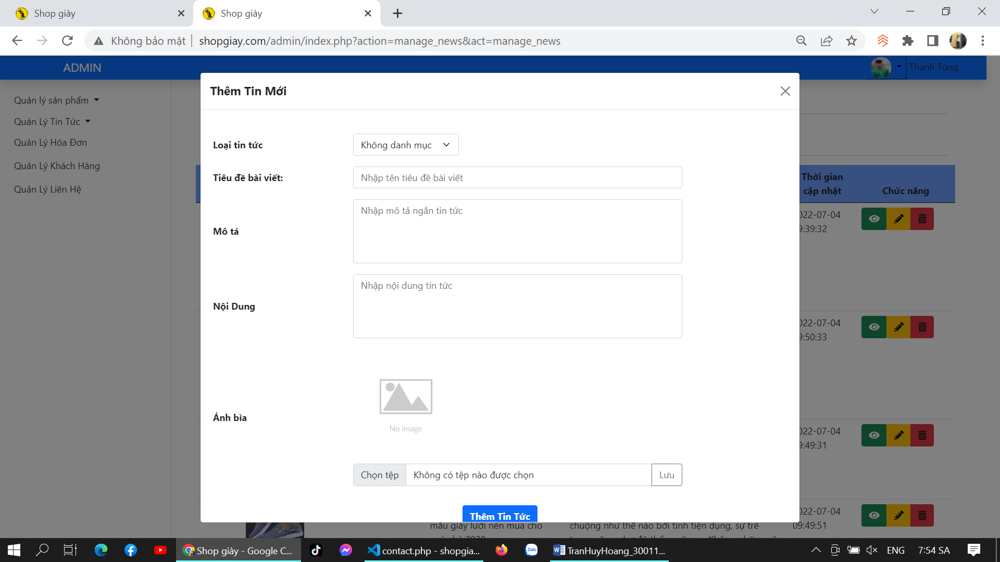 Shop giày
Shop giày
Không bảo mật
shopgiay.com/admin/index.php?action=manage_news&act=manage_news
ADMIN
Thanh Tùng
Quản lý sản phẩm
Quản Lý Tin Tức
Quản Lý Hóa Đơn
Quản Lý Khách Hàng
Quản Lý Liên Hệ
Thêm Tin Mới
Loại tin tức
Không danh mục
Tiêu đề bài viết:
Nhập tên tiêu đề bài viết
Mô tả
Nhập mô tả ngắn tin tức
Nội Dung
Nhập nội dung tin tức
Ảnh bìa
No image
Chọn tệp
Không có tệp nào được chọn
Lưu
Thêm Tin Tức
Thời gian
cập nhật
Chức năng
022-07-04
9:39:32
022-07-04
9:50:33
022-07-04
9:49:31
022-07-04
09:49:51
mẫu giày lười nên mua cho
chuộng như thế nào bởi tính tiện dụng, sự trẻ
Shop giày - Google C...
contact.php - shopgia...
Zalo
TranHuyHoang_30011...
ENG
7:54 SA